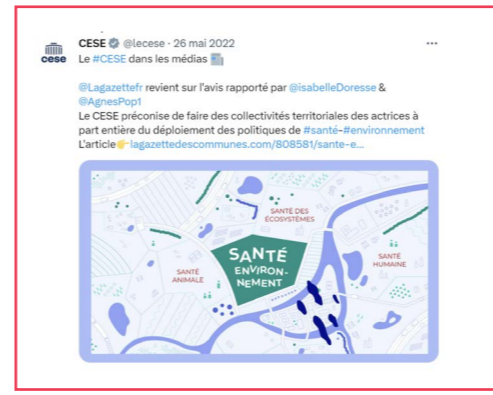 CESE @lecese · 26 mai 2022
cese
Le #CESE dans les médias
@Lagazettefr revient sur l'avis rapporté par @isabelleDoresse &
@AgnesPop1
Le CESE préconise de faire des collectivités territoriales des actrices à
part entière du déploiement des politiques de #santé-#environnement
L'article👉lagazettedescommunes.com/808581/sante-e...
SANTÉ DES
ÉCOSYSTÈMES
SANTÉ
ENVIRON-
NEMENT
SANTÉ
ANIMALE
SANTÉ
HUMAINE